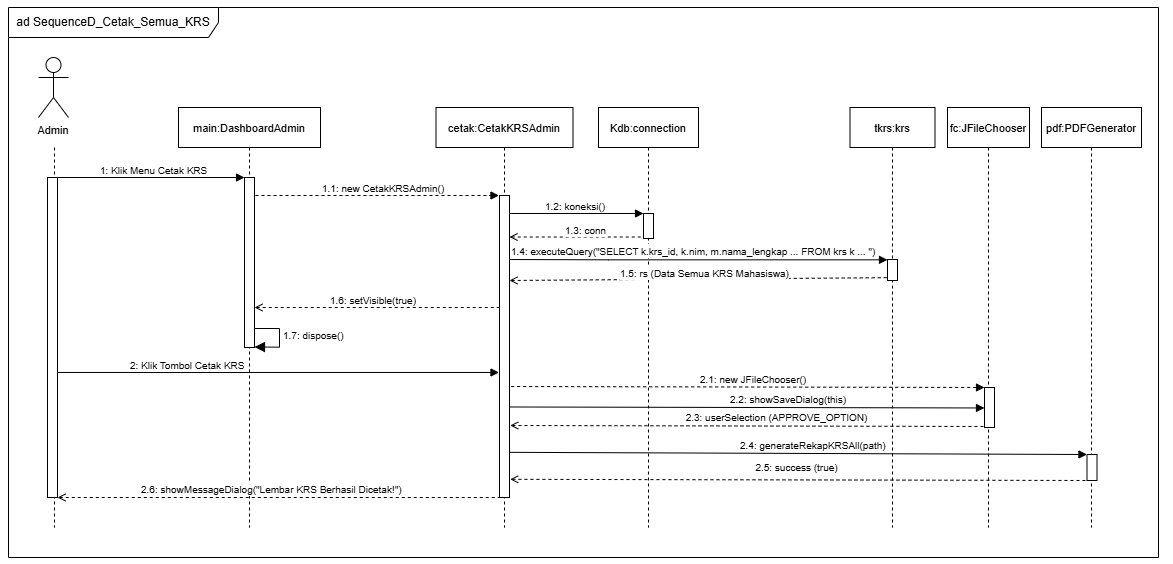 ad SequenceD_Cetak_Semua_KRS
Admin
main:DashboardAdmin
cetak:CetakKRSAdmin
Kdb:connection
tkrs:krs
fc:JFileChooser
pdf:PDFGenerator
1: Klik Menu Cetak KRS
1.1: new CetakKRSAdmin()
1.2: koneksi()
1.3: conn
1.4: executeQuery("SELECT k.krs_id, k.nim, m.nama_lengkap ... FROM krs k ... ")
1.5: rs (Data Semua KRS Mahasiswa)
1.6: setVisible(true)
1.7: dispose()
2: Klik Tombol Cetak KRS
2.1: new JFileChooser()
2.2: showSaveDialog(this)
2.3: userSelection (APPROVE_OPTION)
2.4: generateRekapKRSAll(path)
2.5: success (true)
2.6: showMessageDialog("Lembar KRS Berhasil Dicetak!")